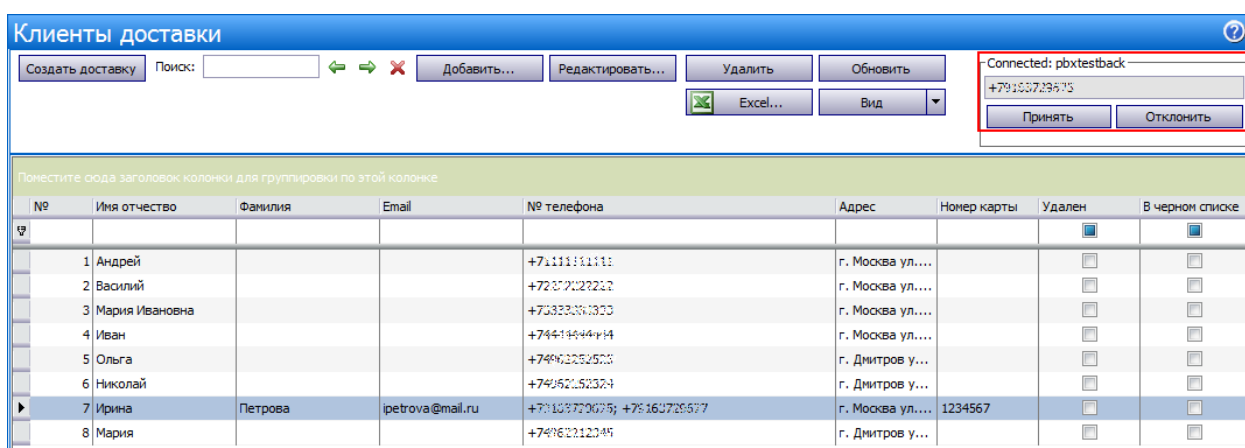 Клиенты доставки
Создать доставку Поиск: Добавить... Редактировать... Удалить Обновить
Connected: pbxtestback
Excel... Вид
Принять Отклонить
Поместите сюда заголовок колонки для группировки по этой колонке
№ Имя отчество Фамилия Email № телефона Адрес Номер карты Удален В черном списке
1 Андрей г. Москва ул....
2 Василий г. Москва ул....
3 Мария Ивановна г. Москва ул....
4 Иван г. Москва ул....
5 Ольга г. Дмитров у...
6 Николай г. Дмитров у...
7 Ирина Петрова ipetrova@mail.ru г. Москва ул.... 1234567
8 Мария г. Дмитров у...